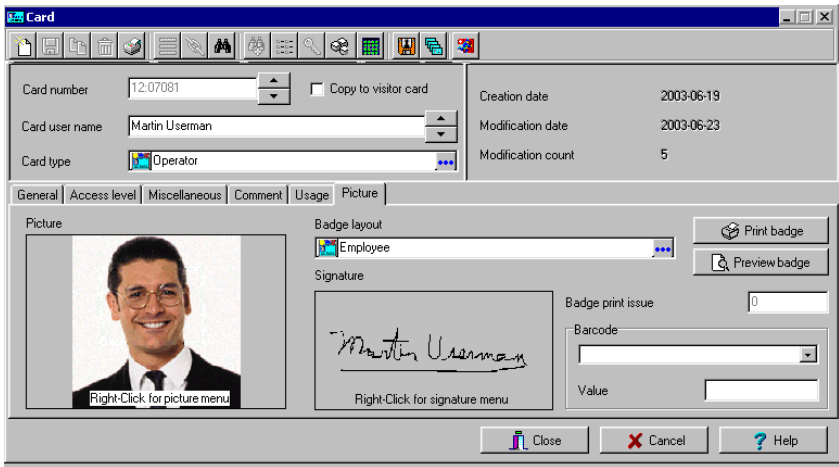 Card
Card number 12:07081 Copy to visitor card
Card user name Martin Userman
Card type Operator
Creation date 2003-06-19
Modification date 2003-06-23
Modification count 5
General Access level Miscellaneous Comment Usage Picture
Picture
Right-Click for picture menu
Badge layout
Employee
Signature
Martin Userman
Right-Click for signature menu
Print badge
Preview badge
Badge print issue 0
Barcode
Value
Close Cancel Help